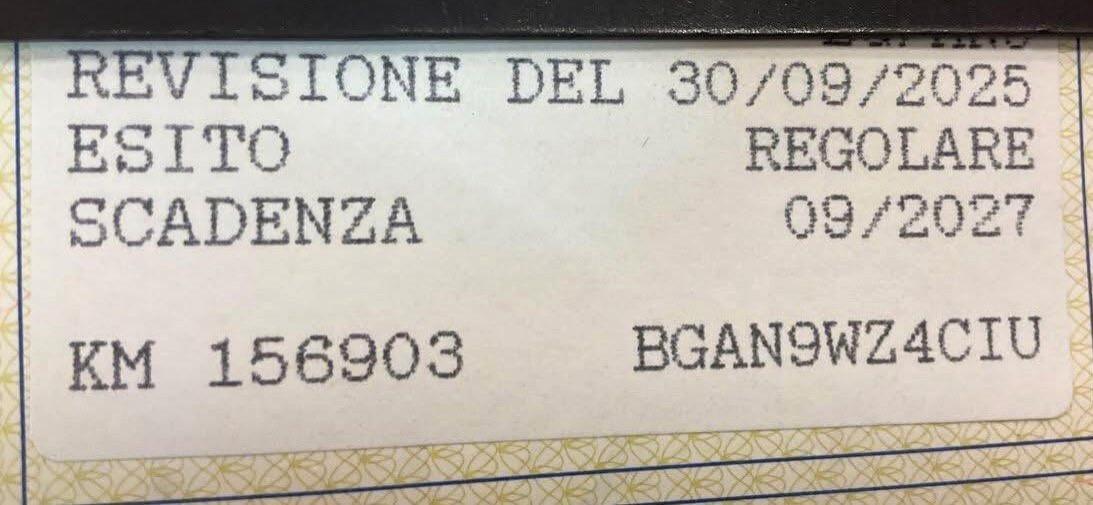 REVISIONE DEL 30/09/2025
ESITO REGOLARE
SCADENZA 09/2027
KM 156903 BGAN9WZ4CIU